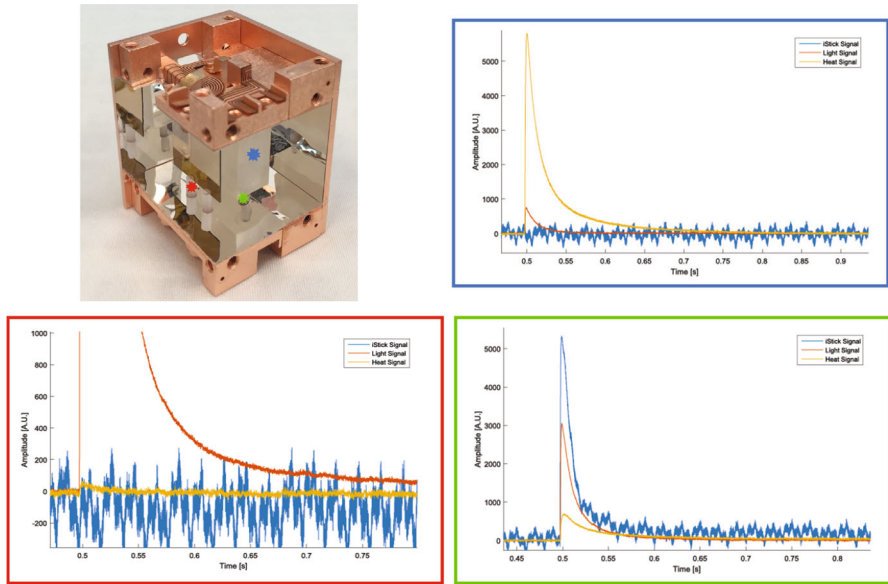 5000
4000
3000
2000
1000
0
Amplitude [A.U.]
iStick Signal
Light Signal
Heat Signal
0.5
0.55
0.6
0.65
0.7
0.75
0.8
0.85
0.9
Time [s]
1000
800
600
400
200
0
-200
Amplitude [A.U.]
iStick Signal
Light Signal
Heat Signal
0.5
0.55
0.6
0.65
0.7
0.75
Time [s]
5000
4000
3000
2000
1000
0
Amplitude [A.U.]
iStick Signal
Light Signal
Heat Signal
0.45
0.5
0.55
0.6
0.65
0.7
0.75
0.8
Time [s]